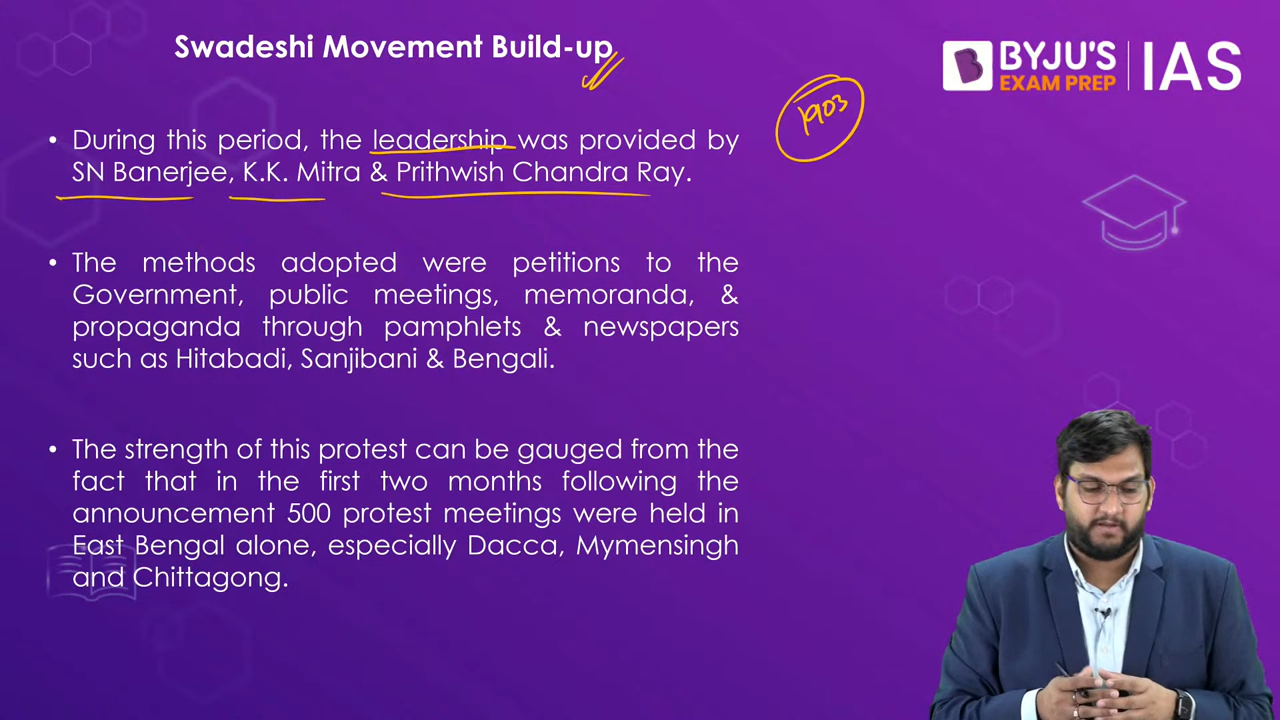 Swadeshi Movement Build-up
BYJU'S
EXAM PREP
IAS
1903
• During this period, the leadership was provided by
SN Banerjee, K.K. Mitra & Prithwish Chandra Ray.
• The methods adopted were petitions to the
Government, public meetings, memoranda, &
propaganda through pamphlets & newspapers
such as Hitabadi, Sanjibani & Bengali.
• The strength of this protest can be gauged from the
fact that in the first two months following the
announcement 500 protest meetings were held in
East Bengal alone, especially Dacca, Mymensingh
and Chittagong.